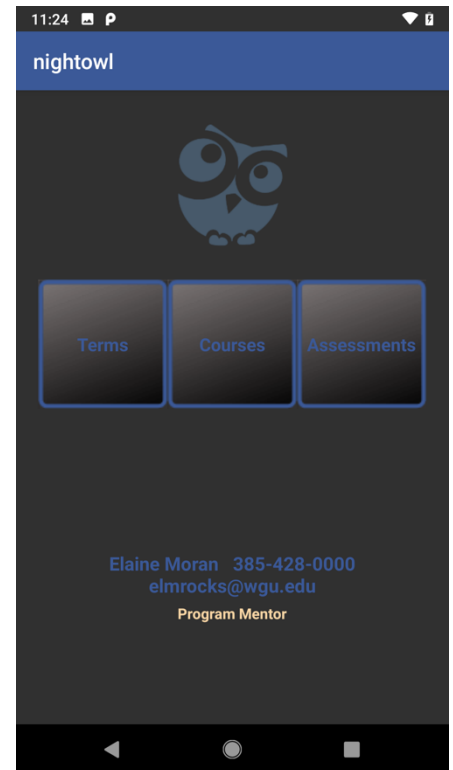 11:24
nightowl
Terms Courses Assessments
Elaine Moran 385-428-0000
elmrocks@wgu.edu
Program Mentor